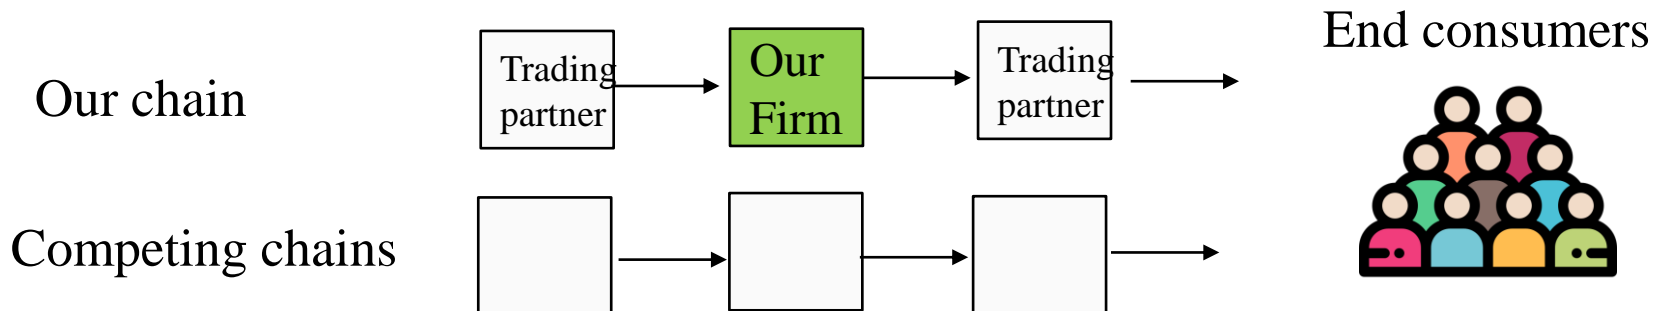 End consumers
Our chain
Trading
partner
Our
Firm
Trading
partner
Competing chains